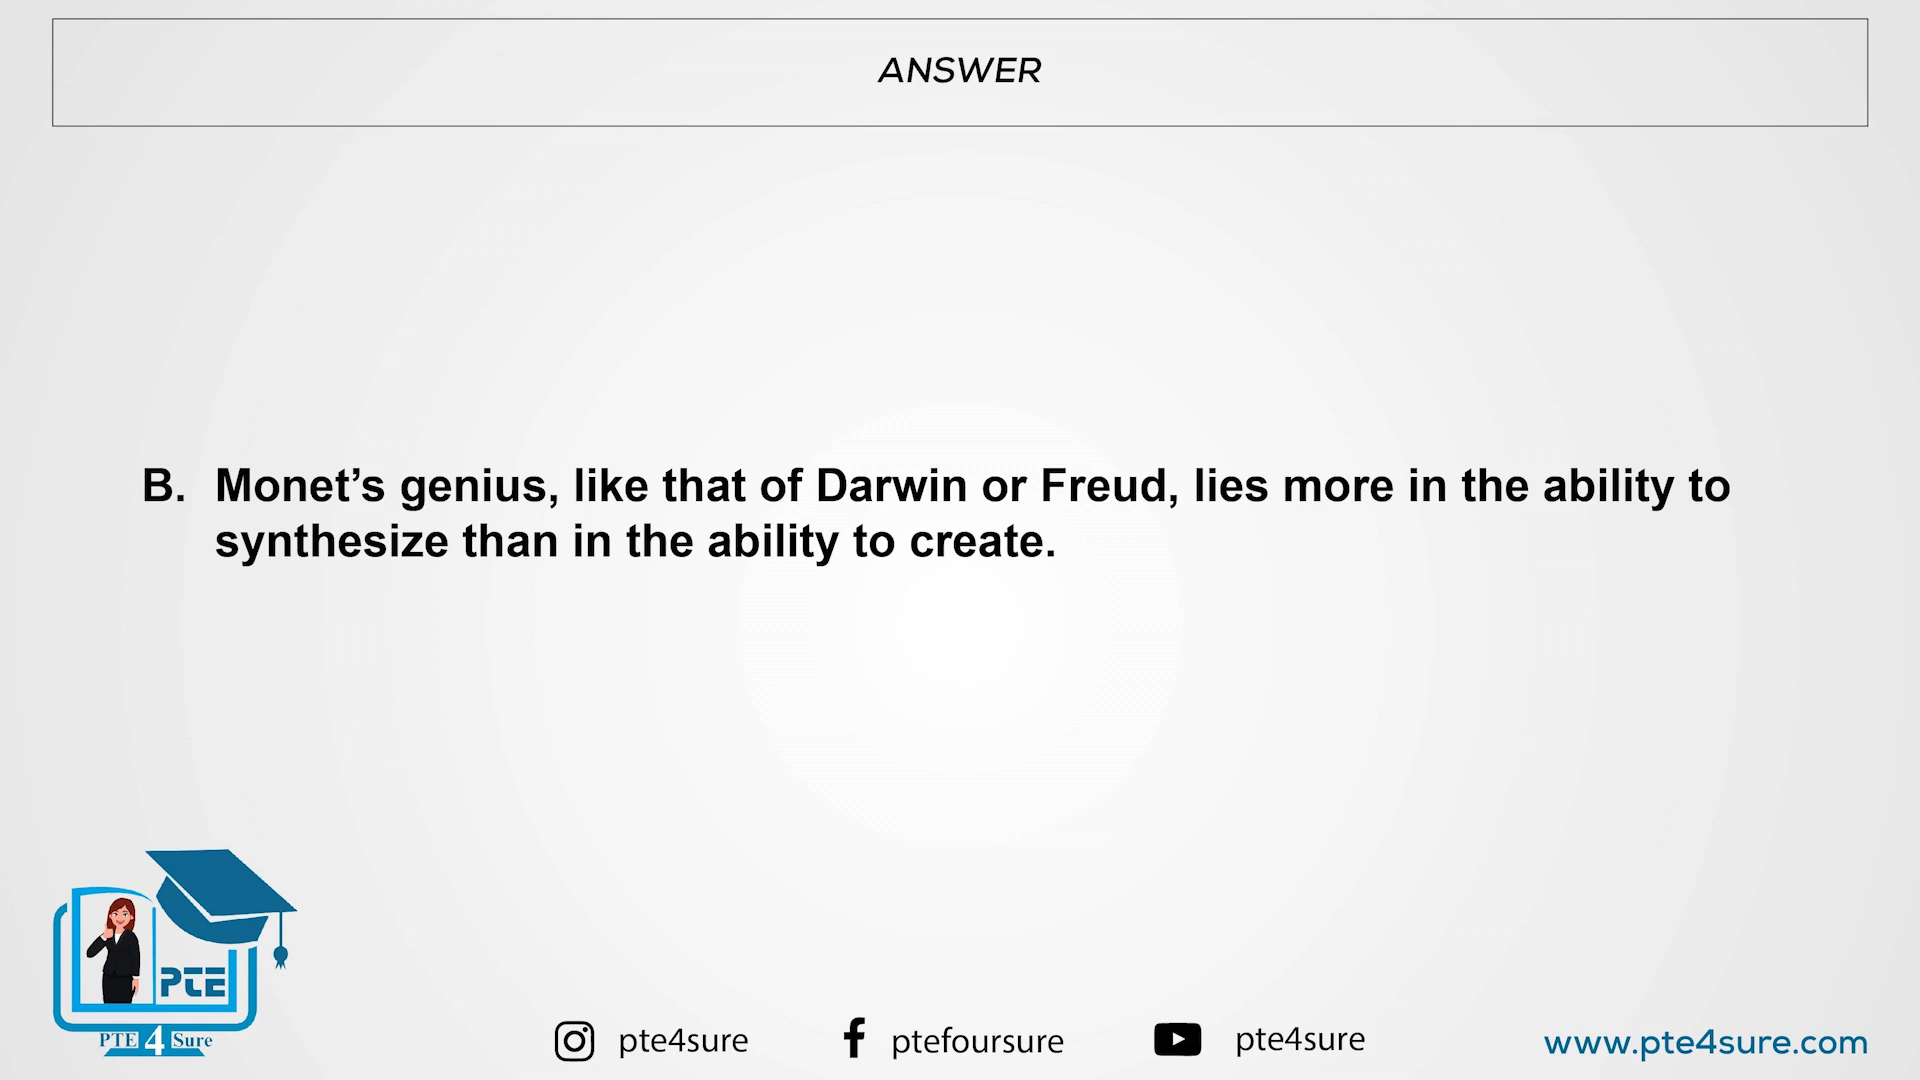 ANSWER
B. Monet’s genius, like that of Darwin or Freud, lies more in the ability to
synthesize than in the ability to create.
PTE
PTE 4 Sure
pte4sure
ptefoursure
pte4sure
www.pte4sure.com